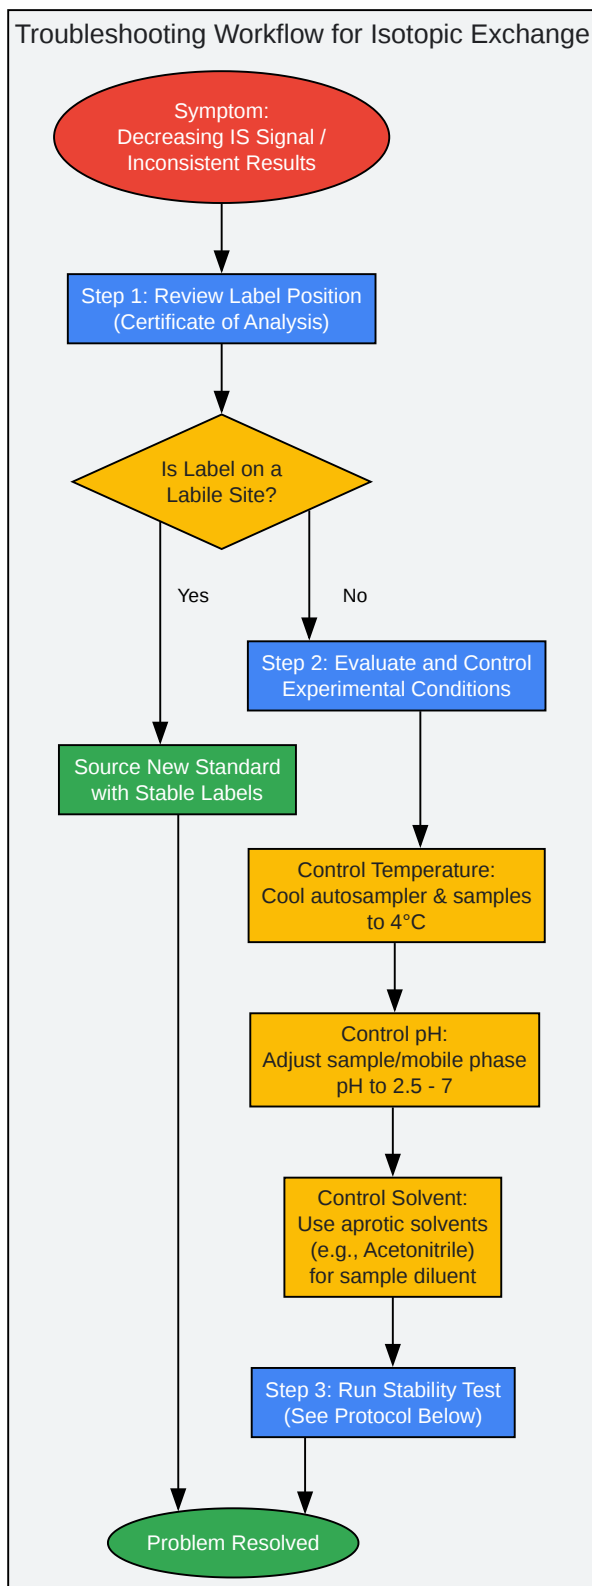 Troubleshooting Workflow for Isotopic Exchange
Symptom:
Decreasing IS Signal /
Inconsistent Results
Step 1: Review Label Position
(Certificate of Analysis)
Is Label on a
Labile Site?
Yes
No
Step 2: Evaluate and Control
Experimental Conditions
Source New Standard
with Stable Labels
Control Temperature:
Cool autosampler & samples
to 4°C
Control pH:
Adjust sample/mobile phase
pH to 2.5 - 7
Control Solvent:
Use aprotic solvents
(e.g., Acetonitrile)
for sample diluent
Step 3: Run Stability Test
(See Protocol Below)
Problem Resolved